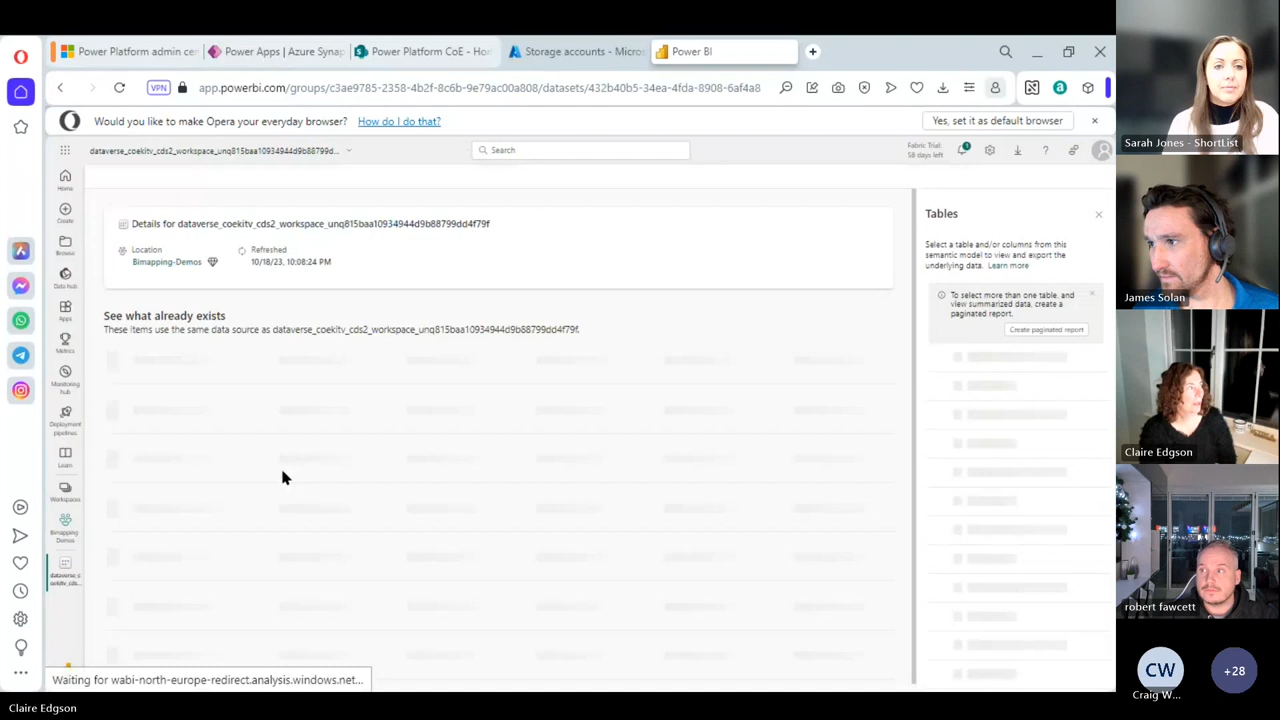 Power Platform admin cen
Power Apps | Azure Synap
Power Platform CoE - Hom
Storage accounts - Micros
Power BI
VPN
app.powerbi.com/groups/c3ae9785-2358-4b2f-8c6b-9e79ac00a808/datasets/432b40b5-34ea-4fda-8908-6af4a8
Would you like to make Opera your everyday browser?
How do I do that?
Yes, set it as default browser
dataverse_coekitv_cds2_workspace_unq815baa10934944d9b88799d...
Search
Fabric Trial:
58 days left
Home
Create
Browse
Data hub
Apps
Metrics
Monitoring
hub
Deployment
pipelines
Learn
Workspaces
Bimapping
Demos
dataverse_c
oekitv_cds...
Details for dataverse_coekitv_cds2_workspace_unq815baa10934944d9b88799dd4f79f
Location
Bimapping-Demos
Refreshed
10/18/23, 10:08:24 PM
See what already exists
These items use the same data source as dataverse_coekitv_cds2_workspace_unq815baa10934944d9b88799dd4f79f.
Tables
Select a table and/or columns from this
semantic model to view and export the
underlying data. Learn more
To select more than one table, and
view summarized data, create a
paginated report.
Create paginated report
Waiting for wabi-north-europe-redirect.analysis.windows.net...
Sarah Jones - ShortList
James Solan
Claire Edgson
robert fawcett
CW
Craig W...
+28
Claire Edgson